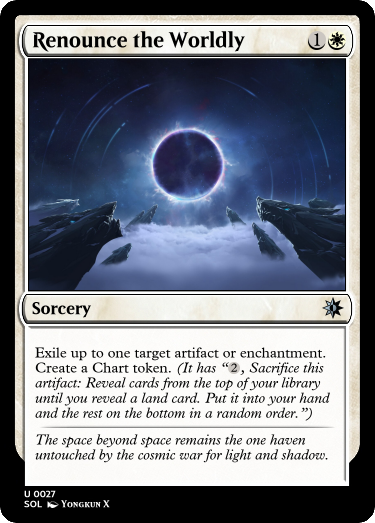 Renounce the Worldly 1
Sorcery
Exile up to one target artifact or enchantment.
Create a Chart token. (It has “2, Sacrifice this
artifact: Reveal cards from the top of your library
until you reveal a land card. Put it into your hand
and the rest on the bottom in a random order.”)
The space beyond space remains the one haven
untouched by the cosmic war for light and shadow.
U 0027
SOL Yongkun X